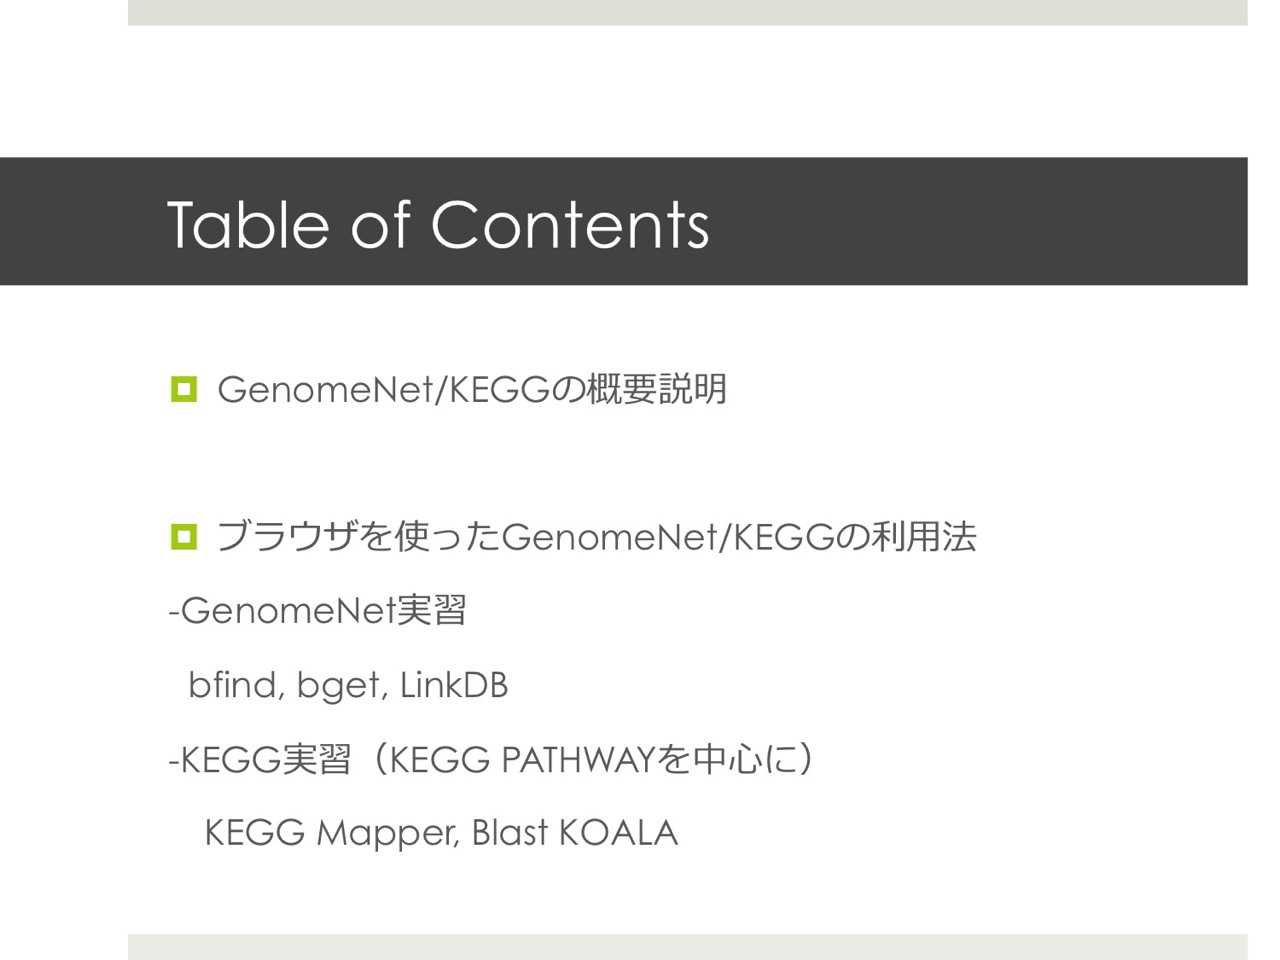 Table of Contents
GenomeNet/KEGGの概要説明
ブラウザを使ったGenomeNet/KEGGの利用法
-GenomeNet実習
bfind, bget, LinkDB
-KEGG実習（KEGG PATHWAYを中心に）
KEGG Mapper, Blast KOALA